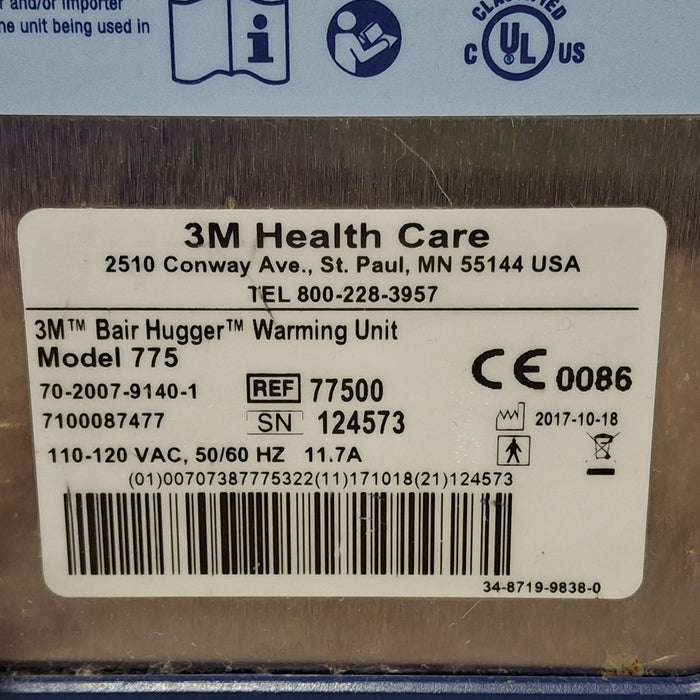 r and/or importer
he unit being used in
i
CLASSIFIED
C UL US
®
3M Health Care
2510 Conway Ave., St. Paul, MN 55144 USA
TEL 800-228-3957
3M™ Bair Hugger™ Warming Unit
Model 775
70-2007-9140-1 REF 77500
7100087477 SN 124573
CE 0086
2017-10-18
110-120 VAC, 50/60 HZ 11.7A
(01)00707387775322(11)171018(21)124573
34-8719-9838-0